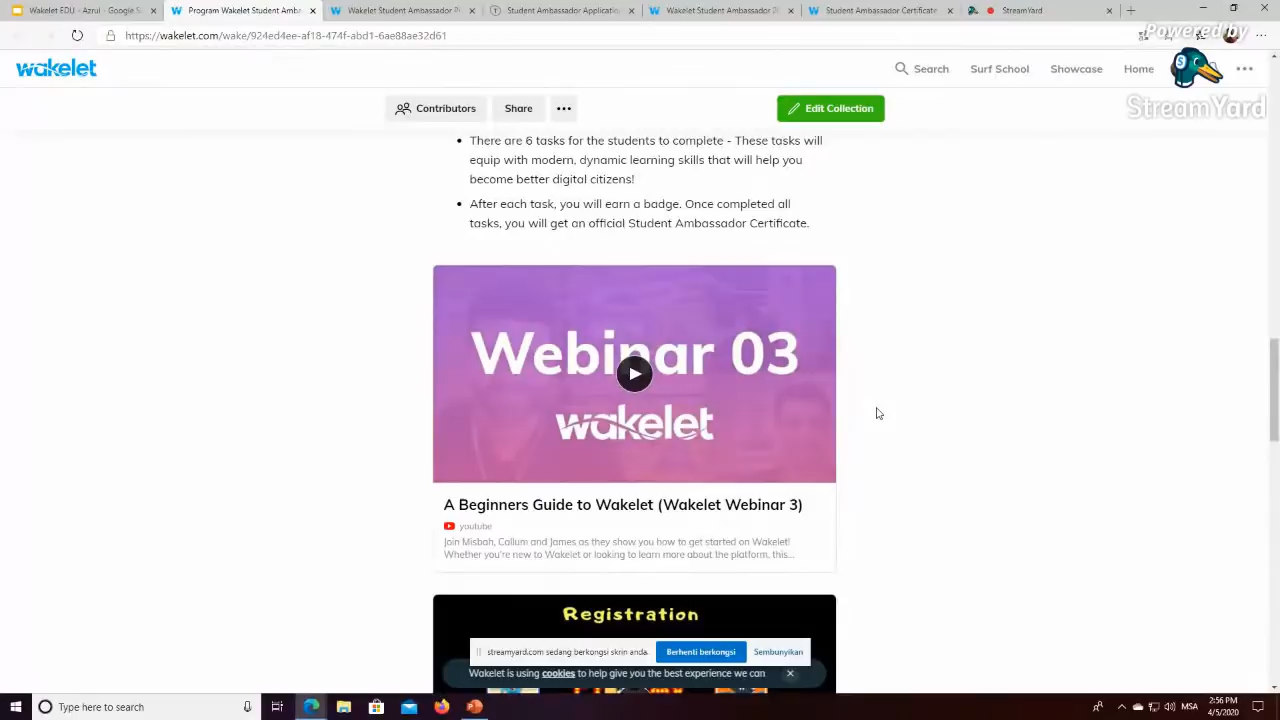 Wakelet EDU - Azrul - Google S
Program Wakelet Student Amba
Wakelet Student Ambassador P
Student Ambassador - Applicatio
Wakelet Student Ambassador
Student Ambassador Certificate
StreamYard
Powered by
https://wakelet.com/wake/924ed4ee-af18-474f-abd1-6ae88ae32d61
wakelet
Search
Surf School
Showcase
Home
StreamYard
Contributors
Share
Edit Collection
There are 6 tasks for the students to complete - These tasks will
equip with modern, dynamic learning skills that will help you
become better digital citizens!
After each task, you will earn a badge. Once completed all
tasks, you will get an official Student Ambassador Certificate.
Webinar 03
wakelet
A Beginners Guide to Wakelet (Wakelet Webinar 3)
youtube
Join Misbah, Callum and James as they show you how to get started on Wakelet!
Whether you're new to Wakelet or looking to learn more about the platform, this...
Registration
streamyard.com sedang berkongsi skrin anda.
Berhenti berkongsi
Sembunyikan
Wakelet is using cookies to help give you the best experience we can
Type here to search
MSA
2:56 PM
4/5/2020